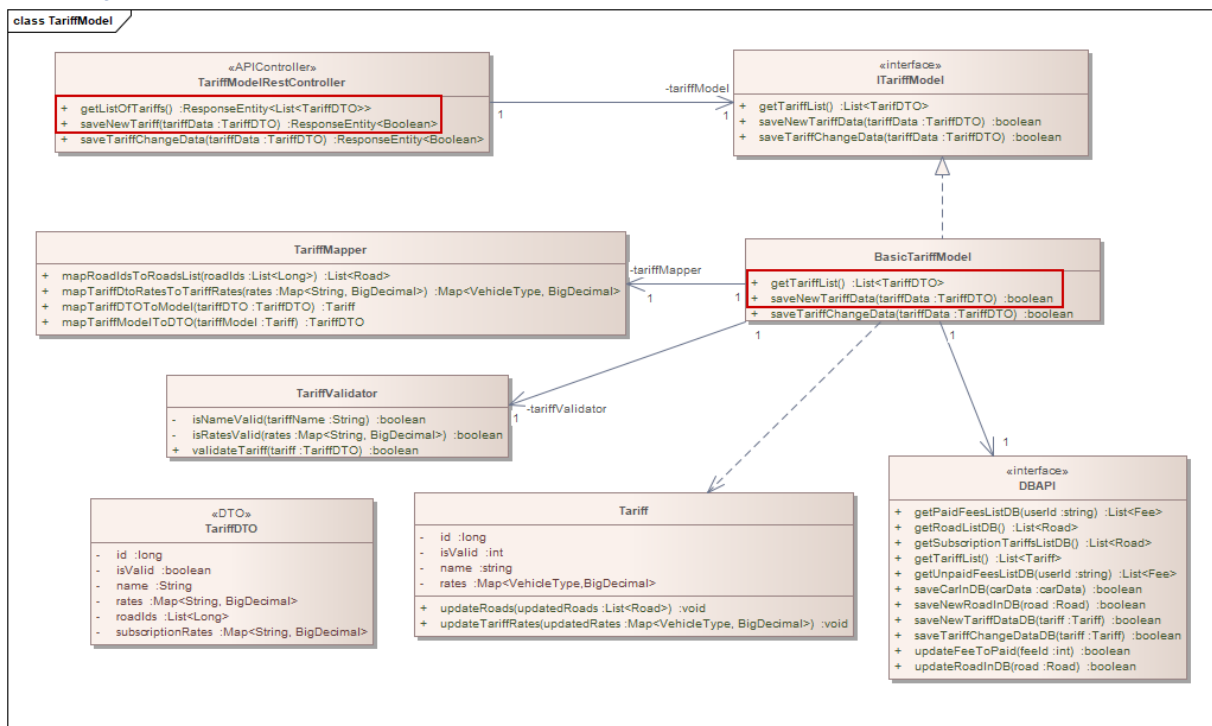 class TariffModel
«APIController»
TariffModelRestController
+ getListOfTariffs() :ResponseEntity<List<TariffDTO>>
+ saveNewTariff(tariffData :TariffDTO) :ResponseEntity<Boolean>
+ saveTariffChangeData(tariffData :TariffDTO) :ResponseEntity<Boolean>
1
-tariffModel
1
«interface»
ITariffModel
+ getTariffList() :List<TariffDTO>
+ saveNewTariffData(tariffData :TariffDTO) :boolean
+ saveTariffChangeData(tariffData :TariffDTO) :boolean
TariffMapper
+ mapRoadIdsToRoadsList(roadIds :List<Long>) :List<Road>
+ mapTariffDtoRatesToTariffRates(rates :Map<String, BigDecimal>) :Map<VehicleType, BigDecimal>
+ mapTariffDTOToModel(tariffDTO :TariffDTO) :Tariff
+ mapTariffModelToDTO(tariffModel :Tariff) :TariffDTO
-tariffMapper
1
1
BasicTariffModel
+ getTariffList() :List<TariffDTO>
+ saveNewTariffData(tariffData :TariffDTO) :boolean
+ saveTariffChangeData(tariffData :TariffDTO) :boolean
1
1
TariffValidator
- isNameValid(tariffName :String) :boolean
- isRatesValid(rates :Map<String, BigDecimal>) :boolean
+ validateTariff(tariff :TariffDTO) :boolean
1
-tariffValidator
1
«DTO»
TariffDTO
- id :long
- isValid :boolean
- name :String
- rates :Map<String, BigDecimal>
- roadIds :List<Long>
- subscriptionRates :Map<String, BigDecimal>
Tariff
- id :long
- isValid :int
- name :string
- rates :Map<VehicleType,BigDecimal>
+ updateRoads(updatedRoads :List<Road>) :void
+ updateTariffRates(updatedRates :Map<VehicleType, BigDecimal>) :void
«interface»
DBAPI
+ getPaidFeesListDB(userId :string) :List<Fee>
+ getRoadListDB() :List<Road>
+ getSubscriptionTariffsListDB() :List<Road>
+ getTariffList() :List<Tariff>
+ getUnpaidFeesListDB(userId :string) :List<Fee>
+ saveCarInDB(carData :carData) :boolean
+ saveNewRoadInDB(road :Road) :boolean
+ saveNewTariffDataDB(tariff :Tariff) :boolean
+ saveTariffChangeDataDB(tariff :Tariff) :boolean
+ updateFeeToPaid(feeId :int) :boolean
+ updateRoadInDB(road :Road) :boolean